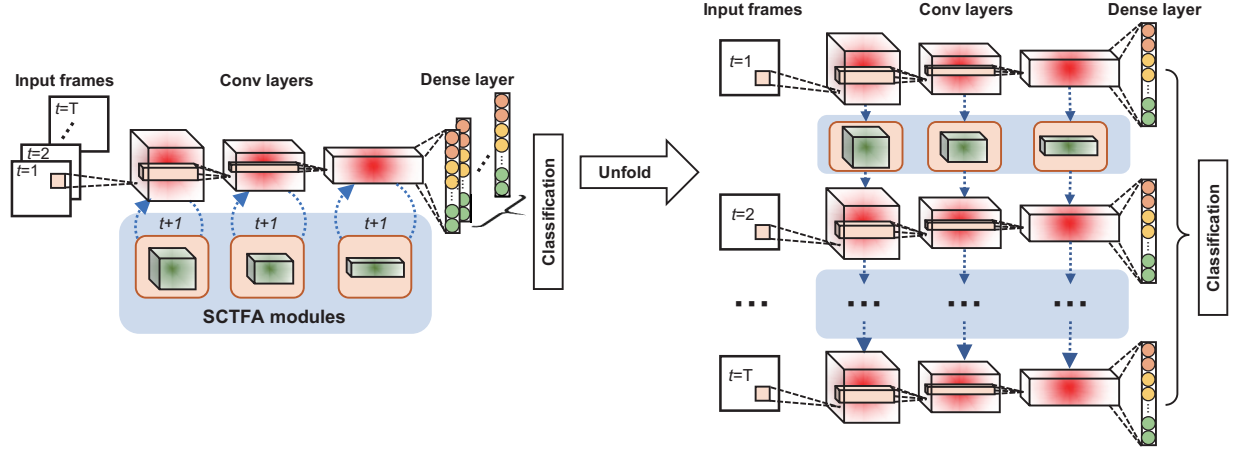 Input frames
Conv layers
Dense layer
t=T
t=2
t=1
t+1
t+1
t+1
SCTFA modules
Classification
Unfold
Input frames
Conv layers
Dense layer
t=1
t=2
t=T
Classification